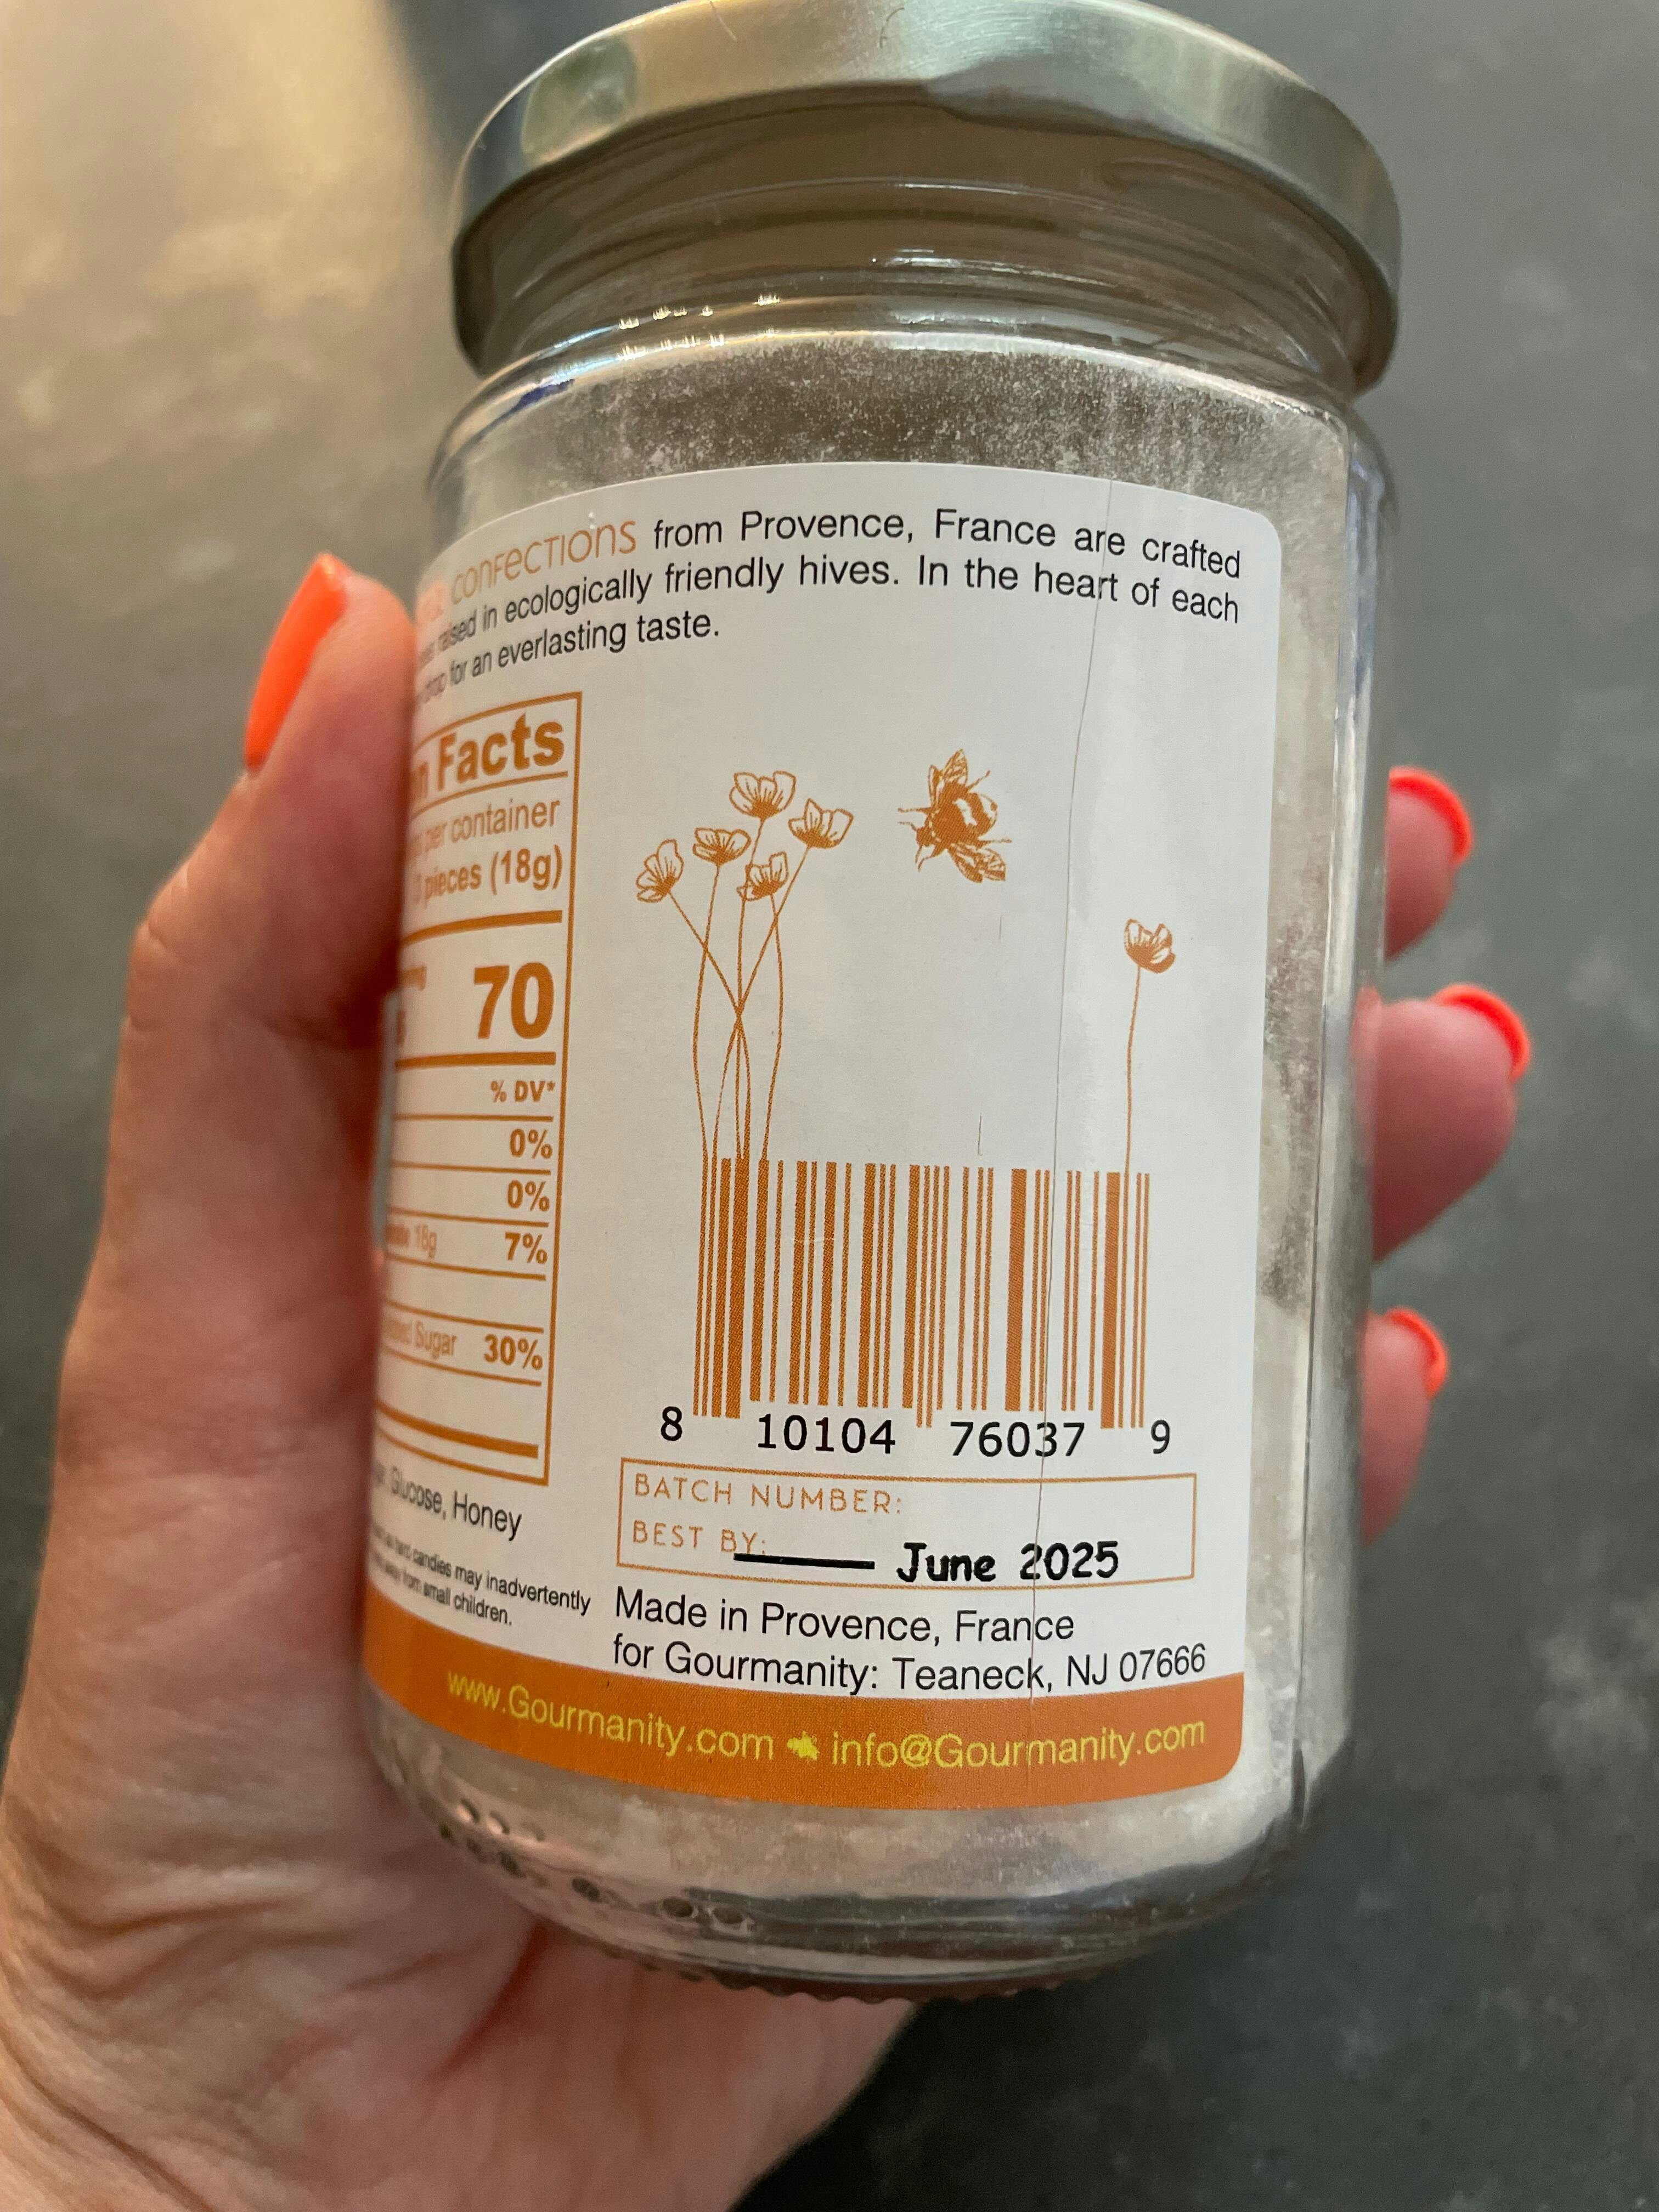 CONFECTIONS from Provence, France are crafted
raised in ecologically friendly hives. In the heart of each
drop for an everlasting taste.
Facts
per container
pieces (18g)
70
% DV*
0%
0%
18g 7%
Sugar 30%
Glucose, Honey
hard candies may inadvertently
from small children.
8 10104 76037 9
BATCH NUMBER:
BEST BY: June 2025
Made in Provence, France
for Gourmanity: Teaneck, NJ 07666
www.Gourmanity.com info@Gourmanity.com